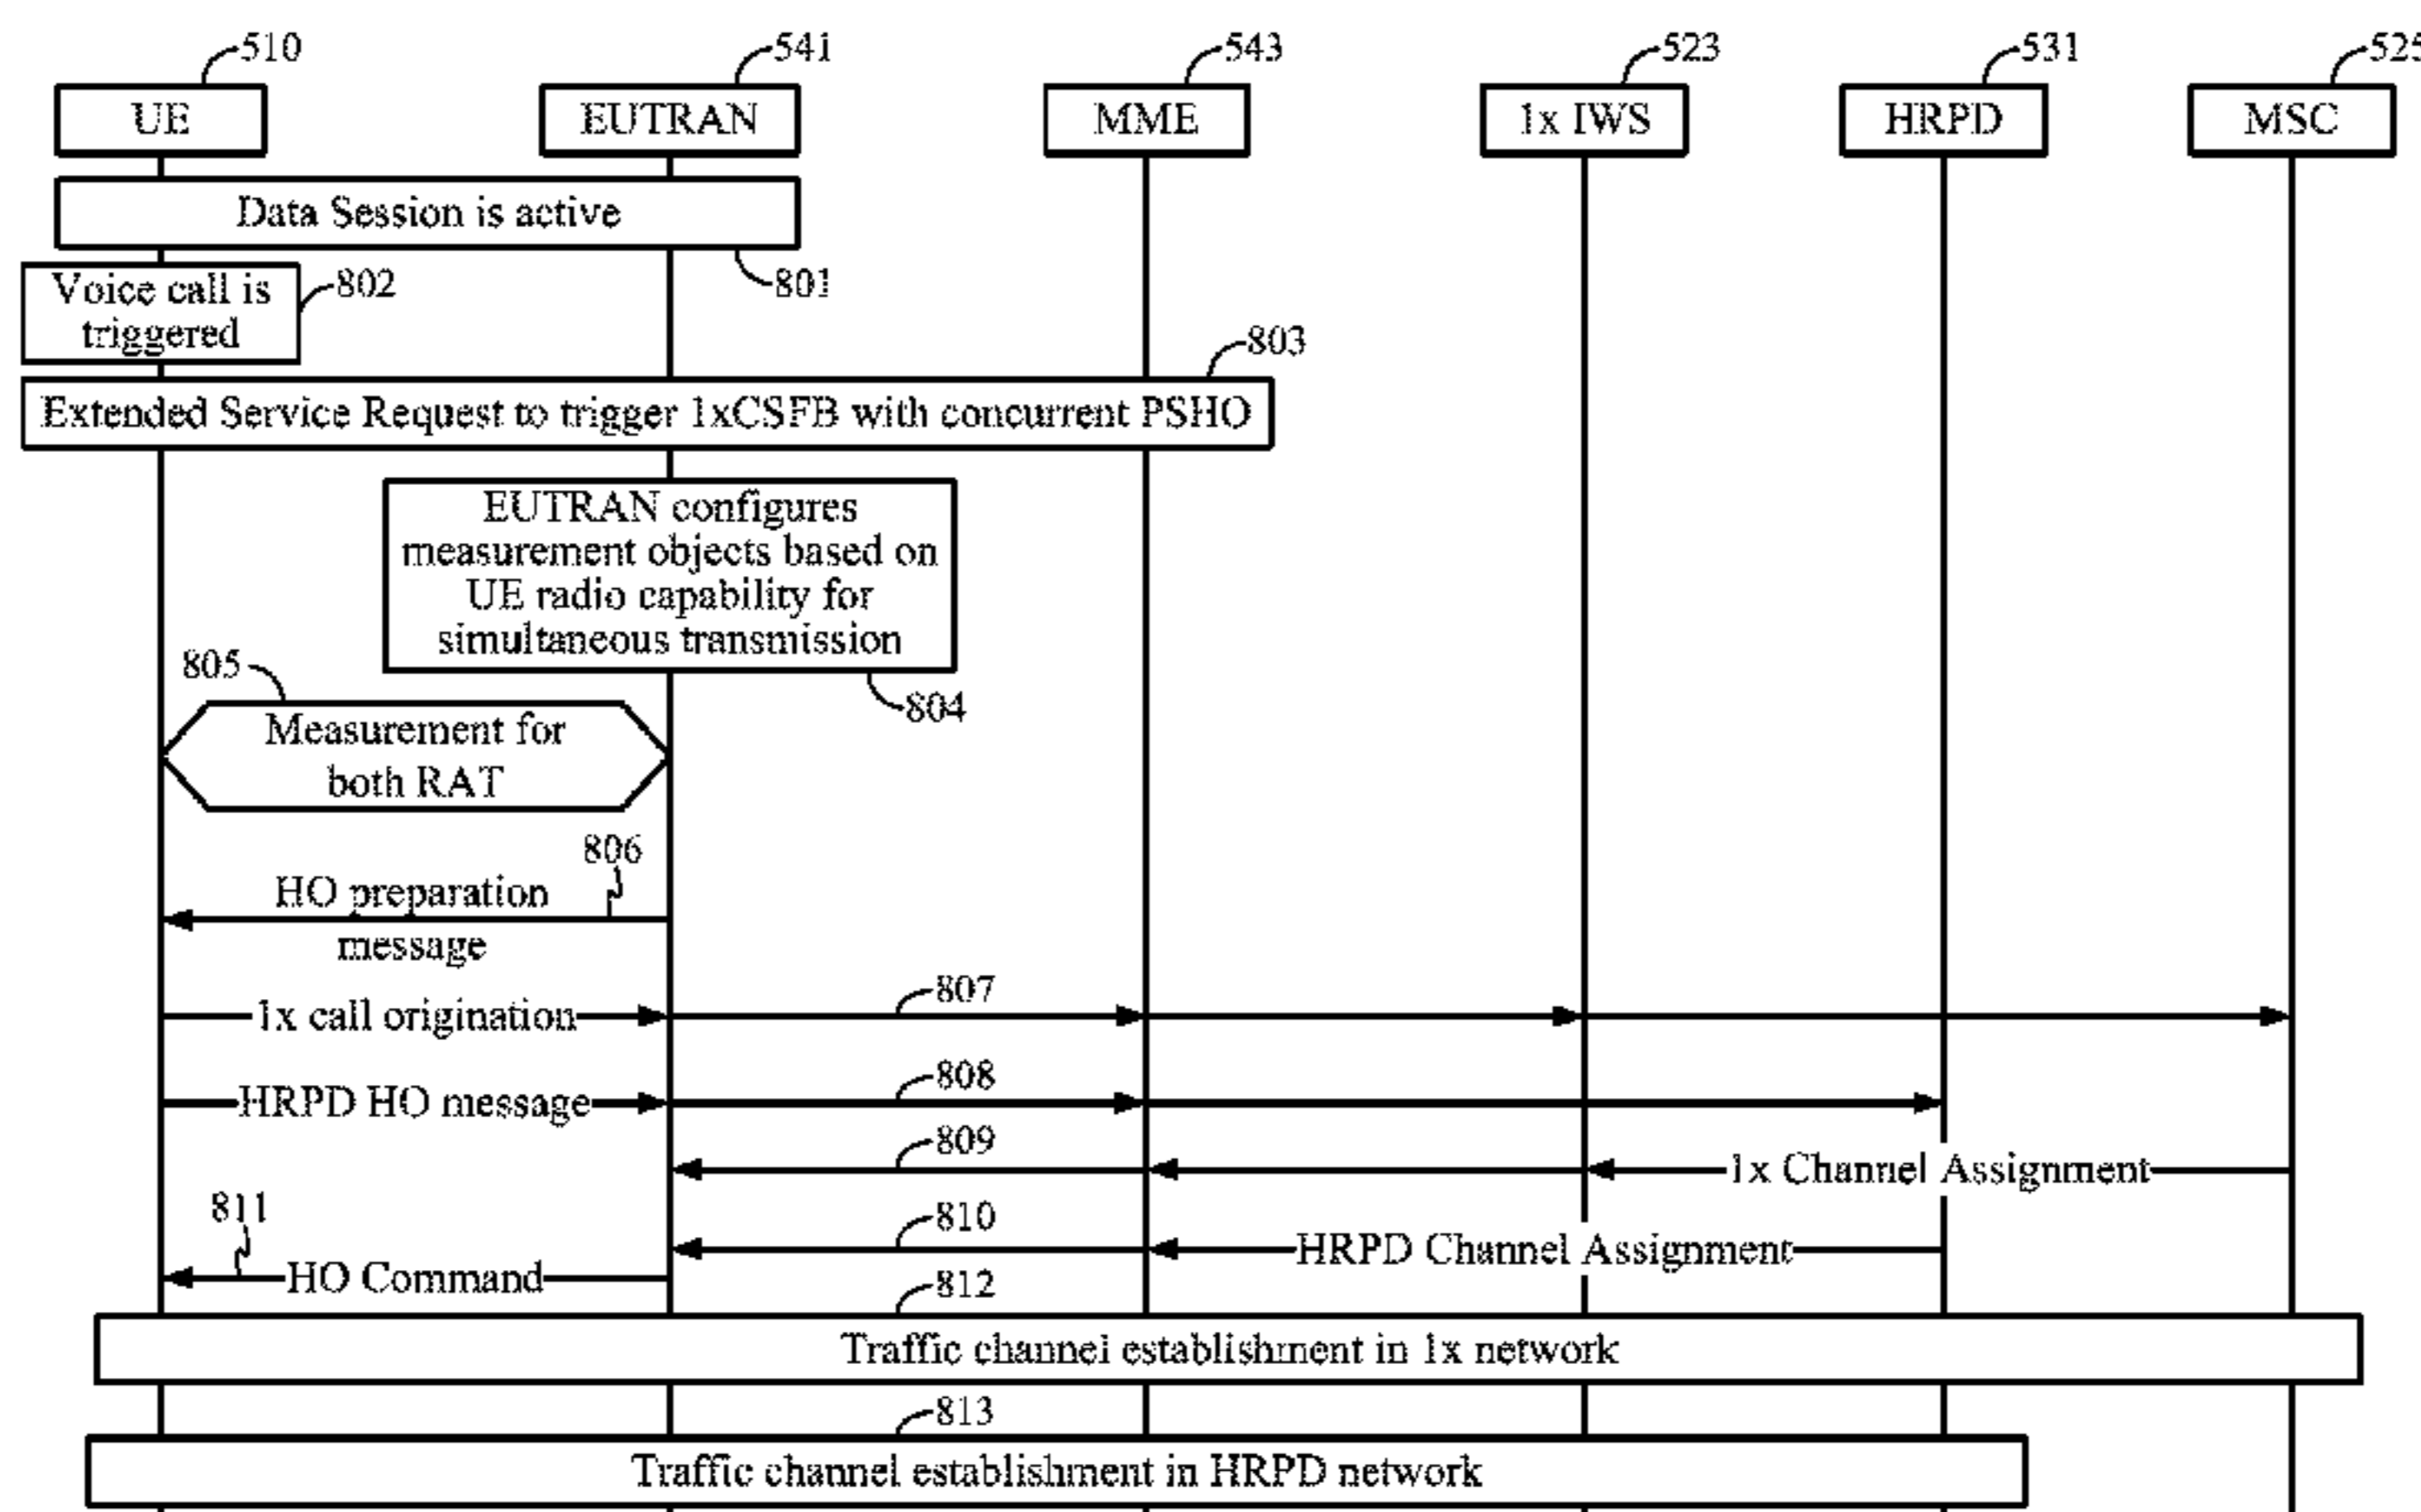 510
541
543
523
531
525
UE
EUTRAN
MME
1x IWS
HRPD
MSC
Data Session is active
801
Voice call is
triggered
802
803
Extended Service Request to trigger 1xCSFB with concurrent PSHO
EUTRAN configures
measurement objects based on
UE radio capability for
simultaneous transmission
804
805
Measurement for
both RAT
806
HO preparation
message
807
1x call origination
808
HRPD HO message
809
1x Channel Assignment
810
HRPD Channel Assignment
811
HO Command
812
Traffic channel establishment in 1x network
813
Traffic channel establishment in HRPD network